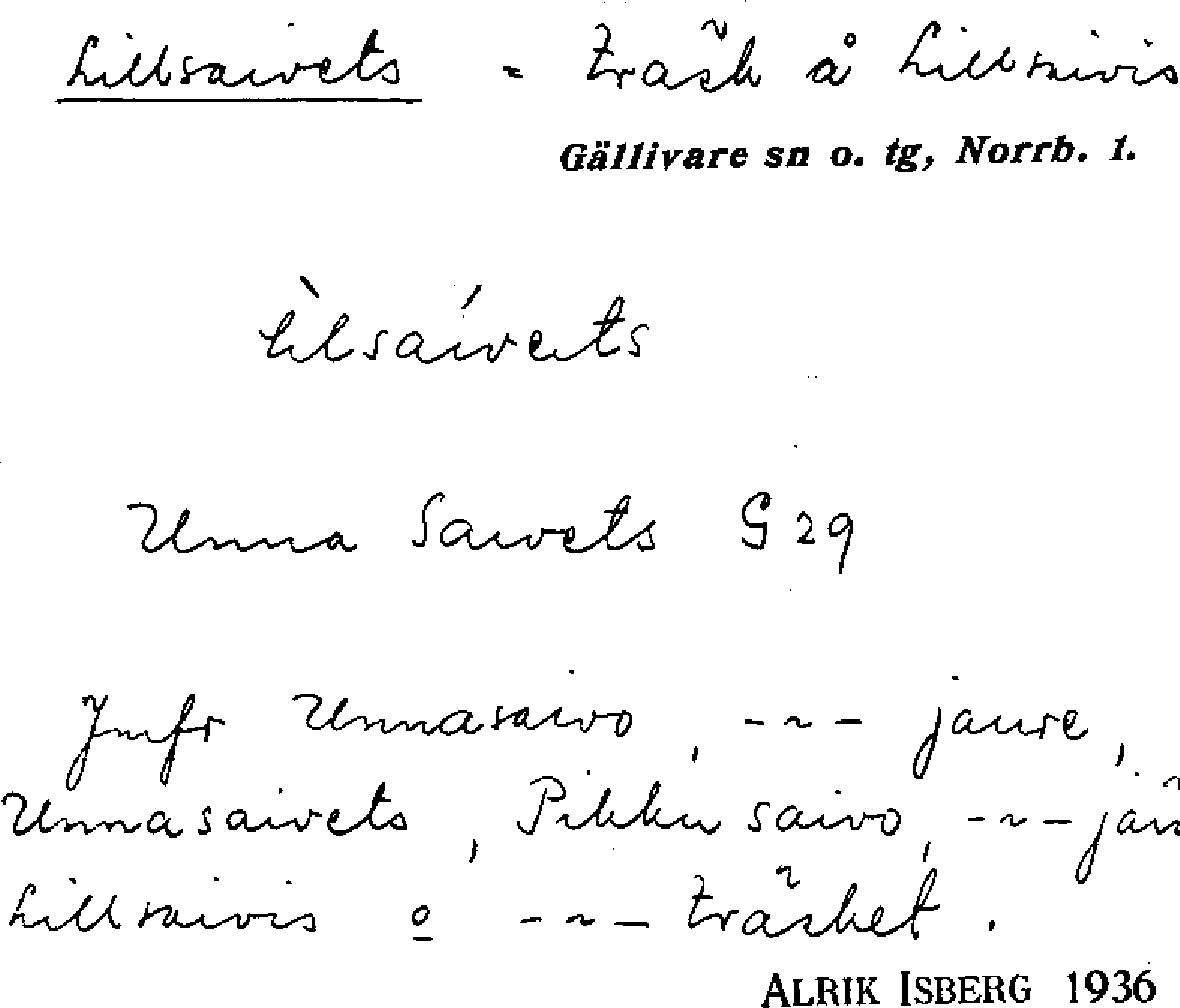 Lillsaivets = träsk å Lillsaivis
Gällivare sn o. tg, Norrb. l.
lìlsaívets
Unna Saivets G 29
Jmfr Unnasaivo, -~- jaure,
Unnasaivets, Pikku saivo, -~- jär
Lillsaivis o -~- träsket.
ALRIK ISBERG 1936